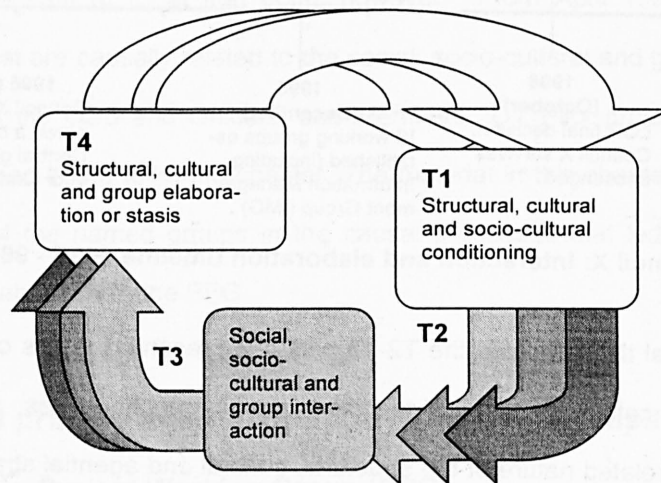 T4
Structural, cultural
and group elabora-
tion or stasis
T1
Structural, cultural
and socio-cultural
conditioning
T2
T3
Social,
socio-
cultural and
group inter-
action